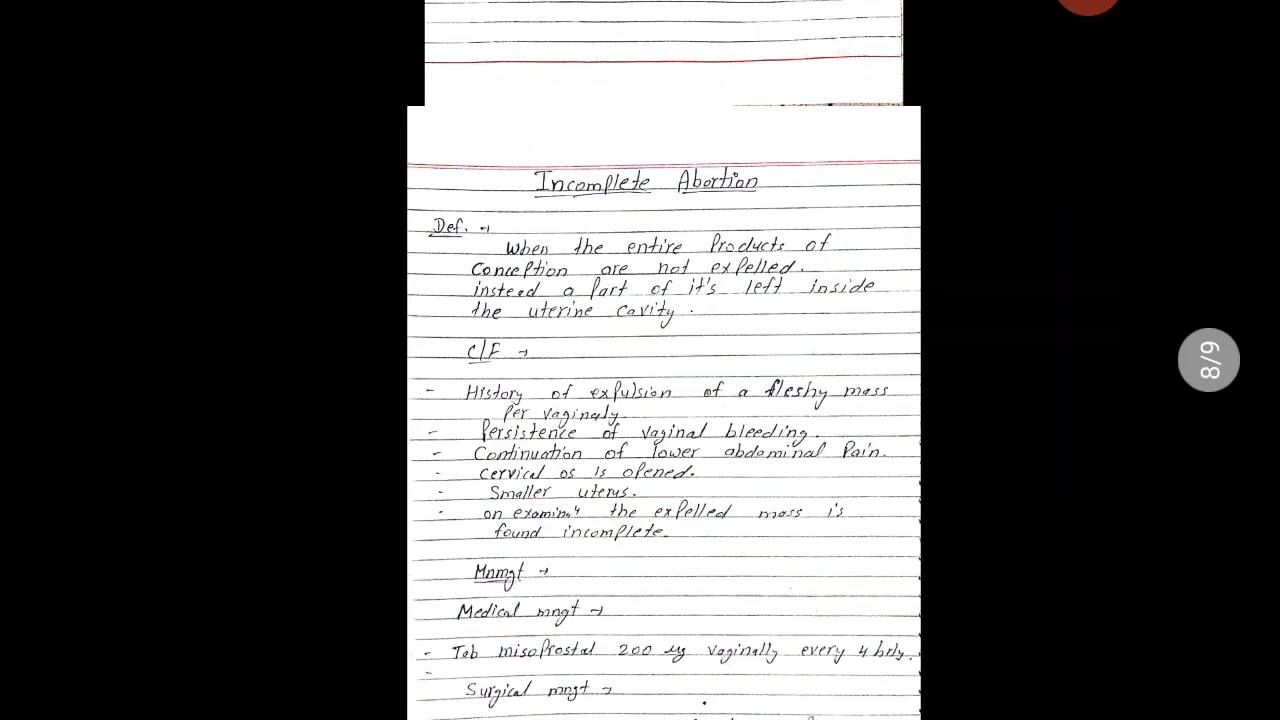 Incomplete Abortion
Def. →
When the entire Products of
Conception are not expelled.
instead a part of it's left inside
the uterine cavity.
C/F →
- History of expulsion of a fleshy mass
Per vaginaly
- Persistence of vaginal bleeding.
- Continuation of lower abdominal Pain.
- Cervical os is opened.
- Smaller uterus.
- on examinⁿ the expelled mass is
found incomplete.
Mnmgt →
Medical mngt →
- Tab misoprostal 200 μg vaginally every 4 hrly.
-
Surgical mngt →
6/8